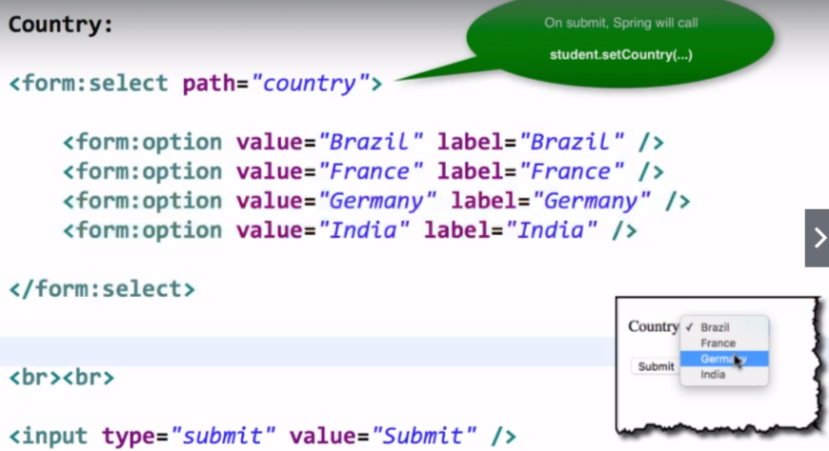 Country:
On submit, Spring will call
student.setCountry(...)
<form:select path="country">
<form:option value="Brazil" label="Brazil" />
<form:option value="France" label="France" />
<form:option value="Germany" label="Germany" />
<form:option value="India" label="India" />
</form:select>
<br><br>
<input type="submit" value="Submit" />
Country ✓ Brazil
France
Germany
Submit
India